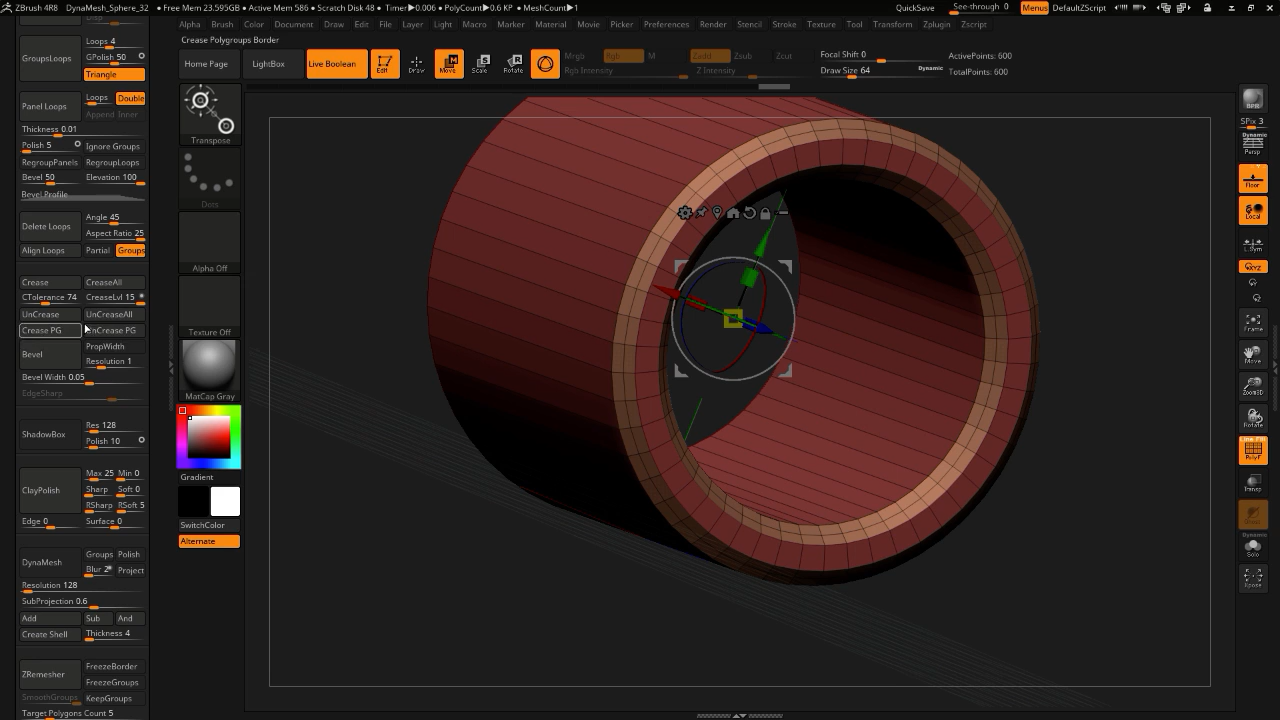 ZBrush 4R8 DynaMesh_Sphere_32 • Free Mem 23.595GB • Active Mem 586 • Scratch Disk 48 • Timer▶0.006 • PolyCount▶0.6 KP • MeshCount▶1 QuickSave See-through 0 Menus DefaultZScript
Alpha Brush Color Document Draw Edit File Layer Light Macro Marker Material Movie Picker Preferences Render Stencil Stroke Texture Tool Transform Zplugin Zscript
Crease Polygroups Border
Home Page LightBox Live Boolean Edit Draw Move Scale Rotate
Mrgb Rgb M Zadd Zsub Zcut
Rgb Intensity Z Intensity
Focal Shift 0
Draw Size 64 Dynamic
ActivePoints: 600
TotalPoints: 600
GroupsLoops
Loops 4
GPolish 50
Triangle
Panel Loops
Loops Double
Append Inner
Thickness 0.01
Polish 5 Ignore Groups
RegroupPanels RegroupLoops
Bevel 50 Elevation 100
Bevel Profile
Delete Loops
Angle 45
Aspect Ratio 25
Align Loops Partial Groups
Crease CreaseAll
CTolerance 74 CreaseLvl 15
UnCrease UnCreaseAll
Crease PG UnCrease PG
Bevel
PropWidth
Resolution 1
Bevel Width 0.05
EdgeSharp
ShadowBox
Res 128
Polish 10
ClayPolish
Max 25 Min 0
Sharp Soft 0
RSharp RSoft 5
Edge 0 Surface 0
DynaMesh
Groups Polish
Blur 2 Project
Resolution 128
SubProjection 0.6
Add Sub And
Create Shell Thickness 4
ZRemesher
FreezeBorder
FreezeGroups
SmoothGroups KeepGroups
Target Polygons Count 5
Transpose
Dots
Alpha Off
Texture Off
MatCap Gray
Gradient
SwitchColor
Alternate
BPR
SPix 3
Dynamic
Persp
Floor
Local
L.Sym
XYZ
Frame
Move
Zoom3D
Rotate
Line Fill
PolyF
Transp
Dynamic
Solo
Xpose